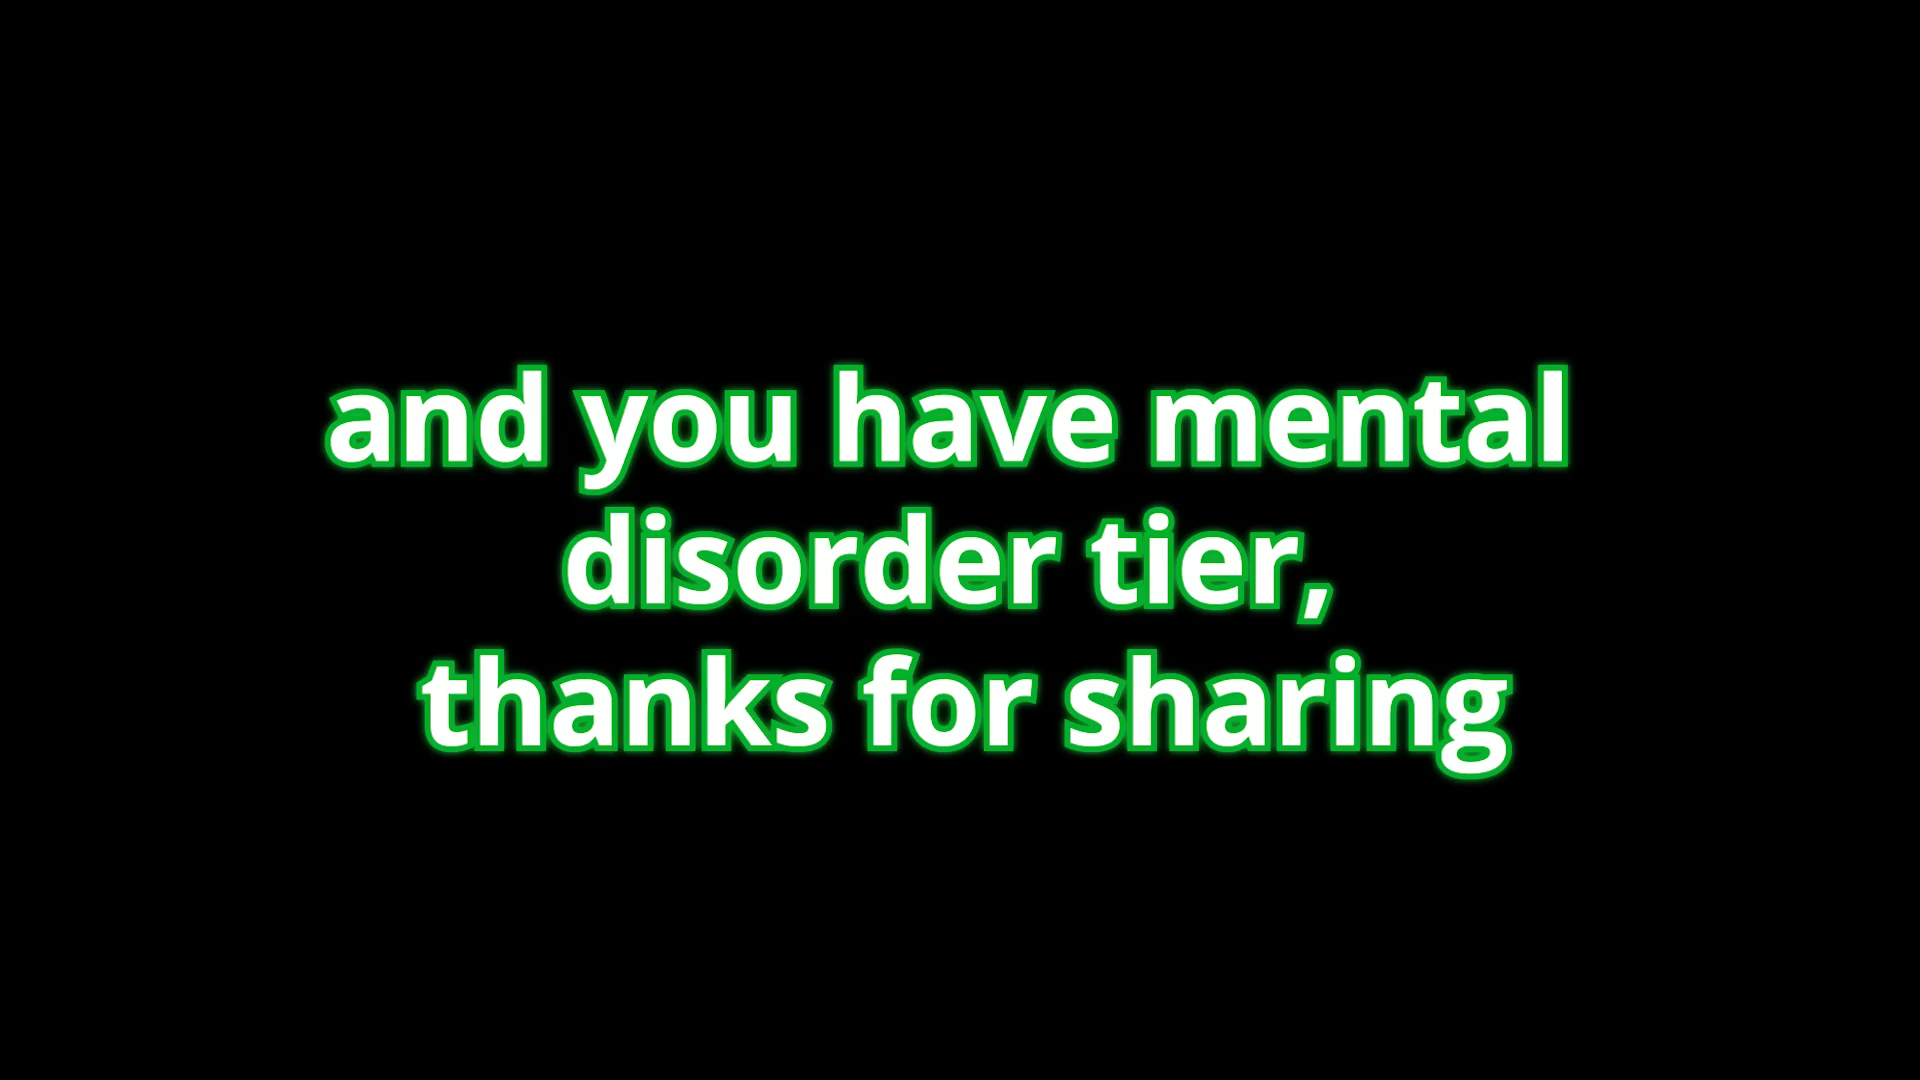 and you have mental
disorder tier,
thanks for sharing